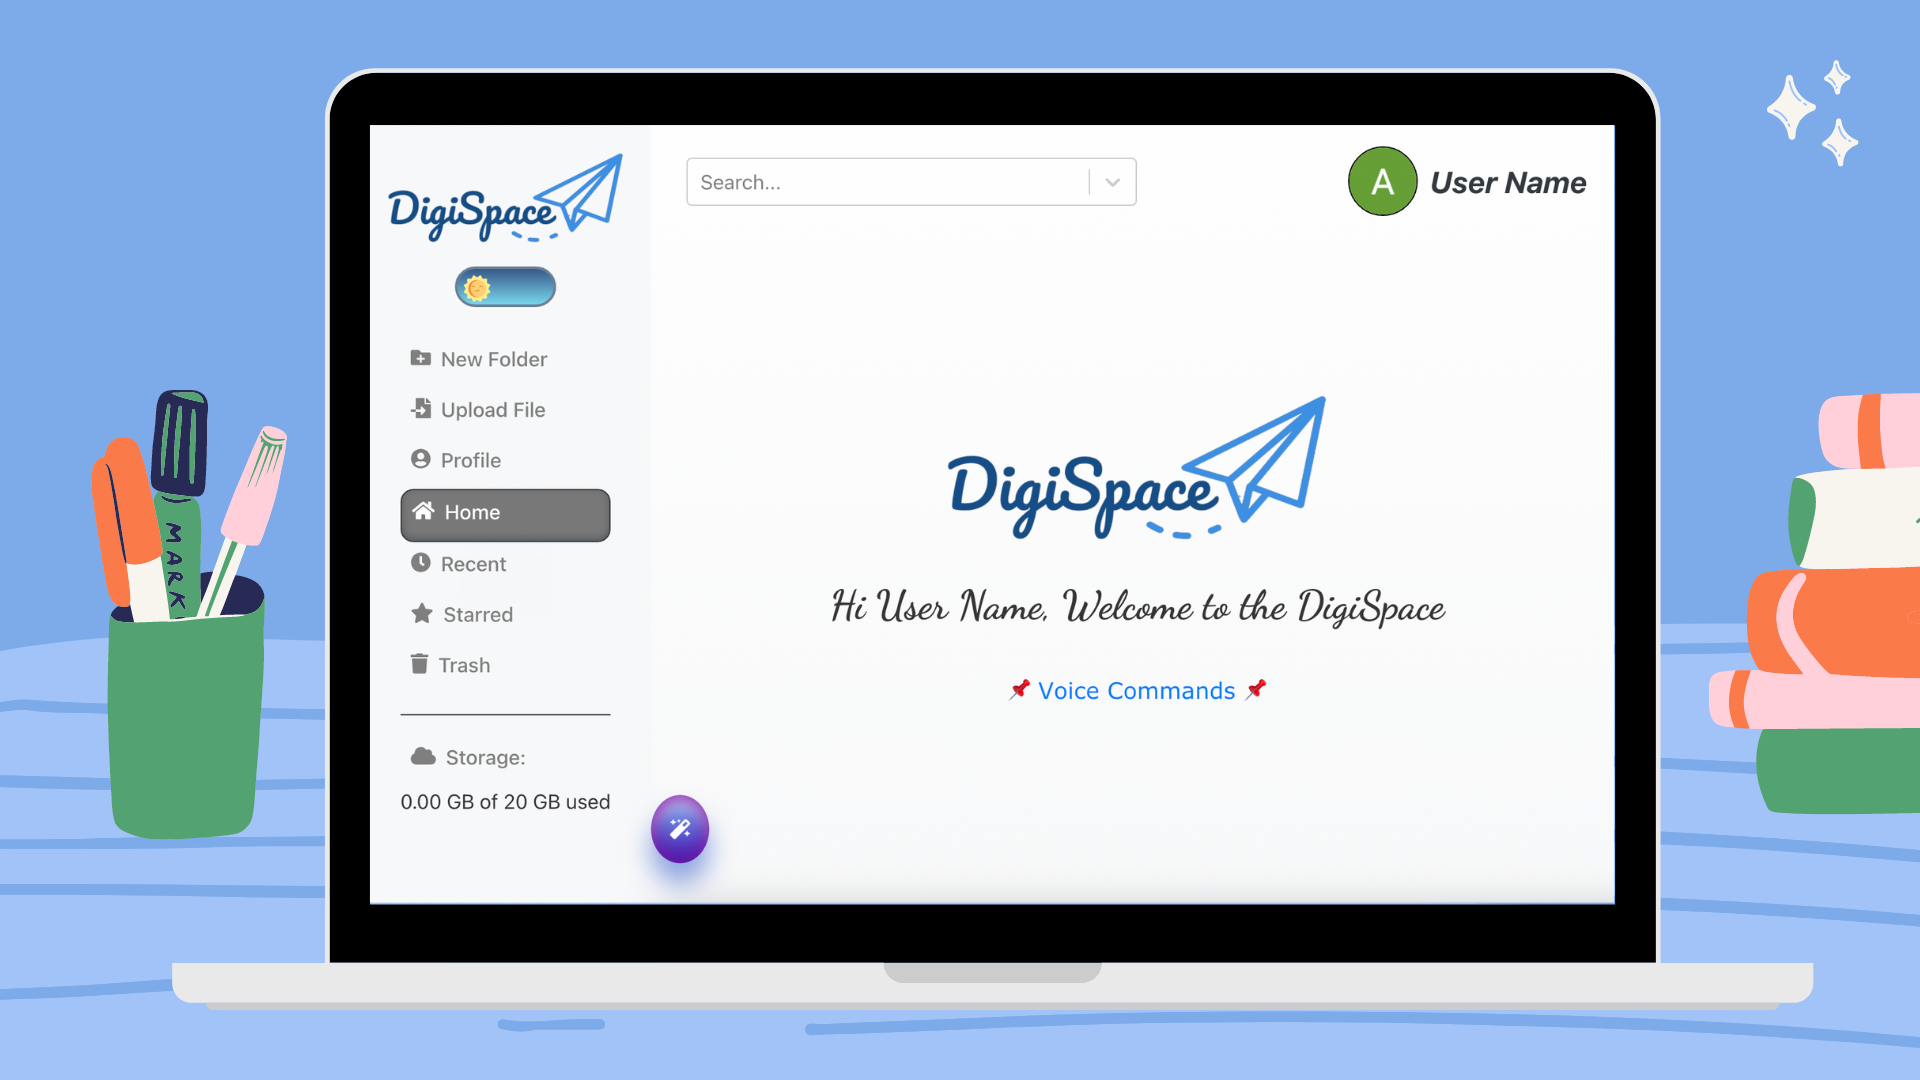 DigiSpace
Search...
A
User Name
New Folder
Upload File
Profile
Home
Recent
Starred
Trash
Storage:
0.00 GB of 20 GB used
DigiSpace
Hi User Name, Welcome to the DigiSpace
📌 Voice Commands 📌
MARK